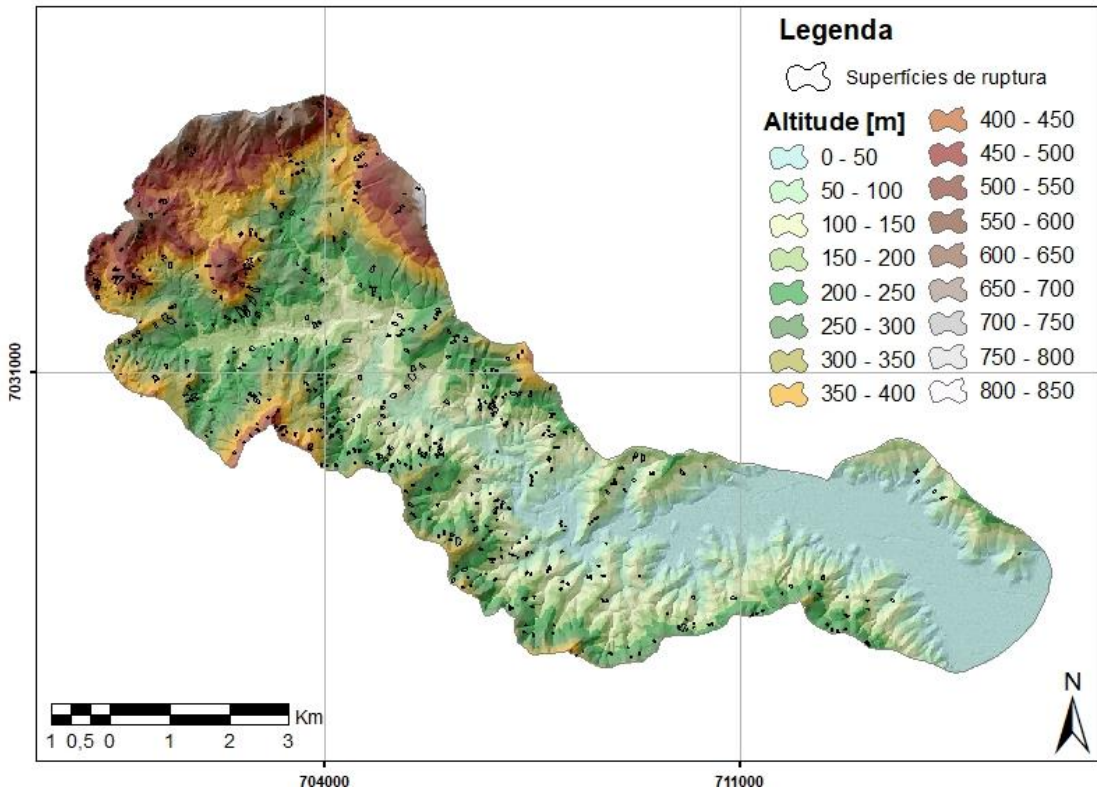 Legenda
Superfícies de ruptura
Altitude [m]
0 - 50
50 - 100
100 - 150
150 - 200
200 - 250
250 - 300
300 - 350
350 - 400
400 - 450
450 - 500
500 - 550
550 - 600
600 - 650
650 - 700
700 - 750
750 - 800
800 - 850
7031000
N
Km
1 0,5 0 1 2 3
704000 711000